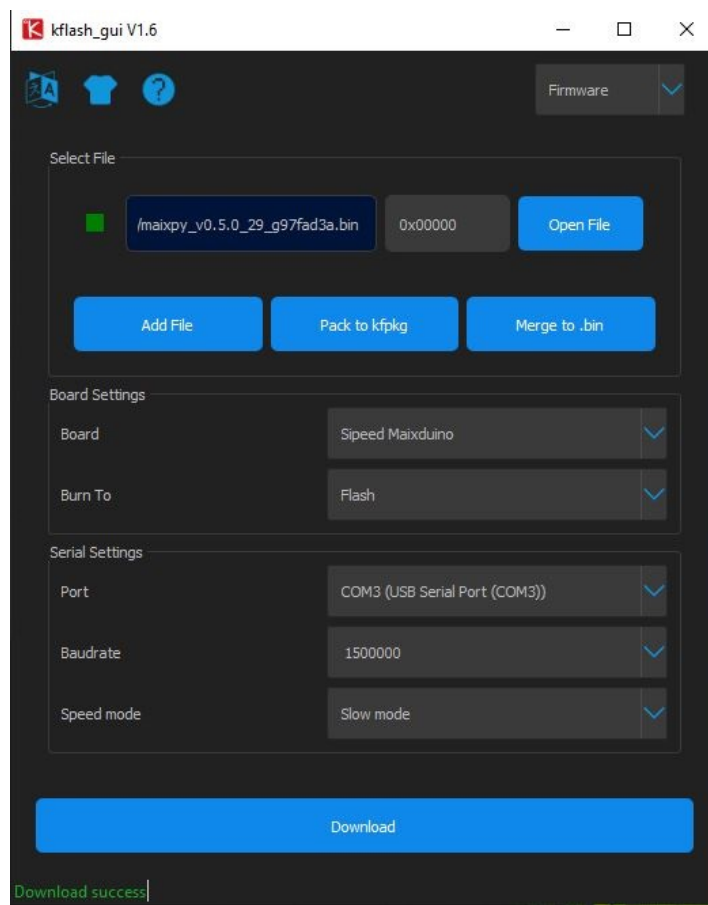 kflash_gui V1.6
Firmware
Select File
/maixpy_v0.5.0_29_g97fad3a.bin 0x00000 Open File
Add File Pack to kfpkg Merge to .bin
Board Settings
Board Sipeed Maixduino
Burn To Flash
Serial Settings
Port COM3 (USB Serial Port (COM3))
Baudrate 1500000
Speed mode Slow mode
Download
Download success